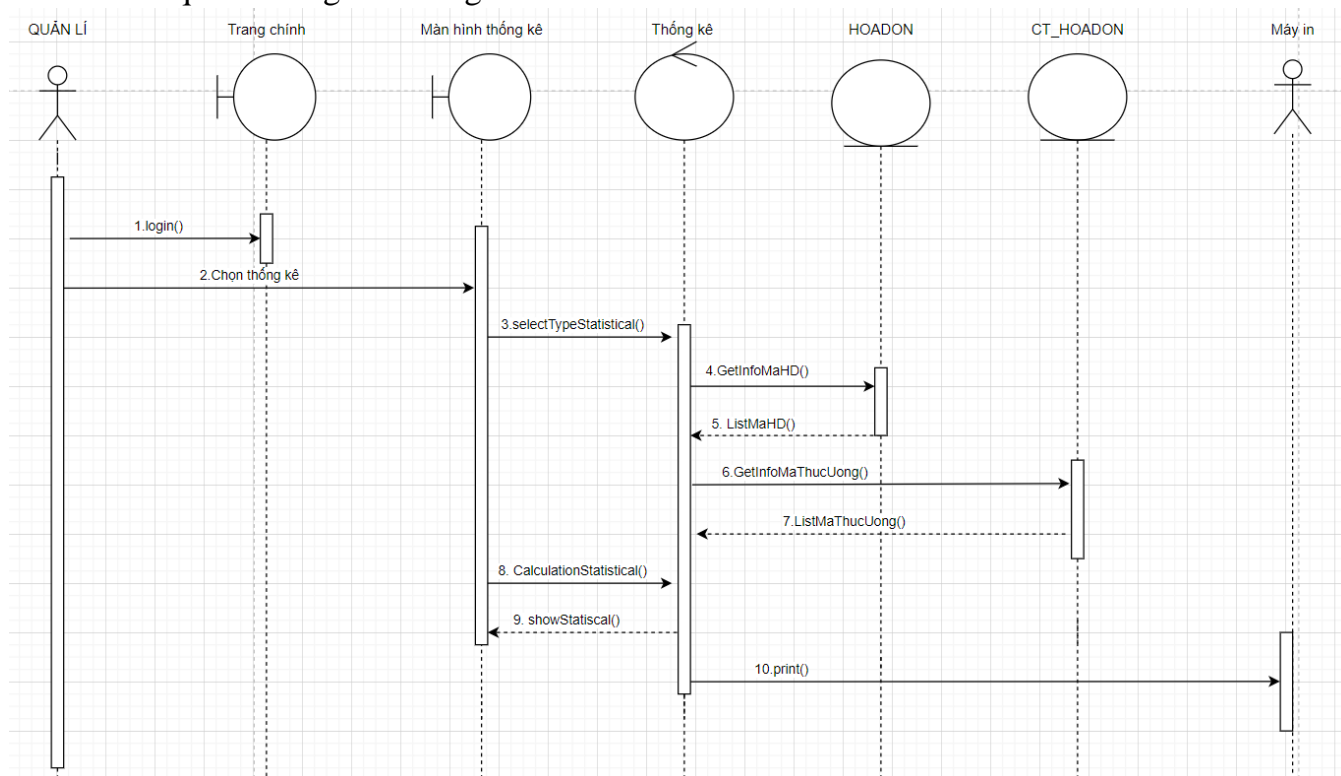 QUẢN LÍ
Trang chính
Màn hình thống kê
Thống kê
HOADON
CT_HOADON
Máy in
1.login()
2.Chọn thống kê
3.selectTypeStatistical()
4.GetInfoMaHD()
5. ListMaHD()
6.GetInfoMaThucUong()
7.ListMaThucUong()
8. CalculationStatistical()
9. showStatiscal()
10.print()